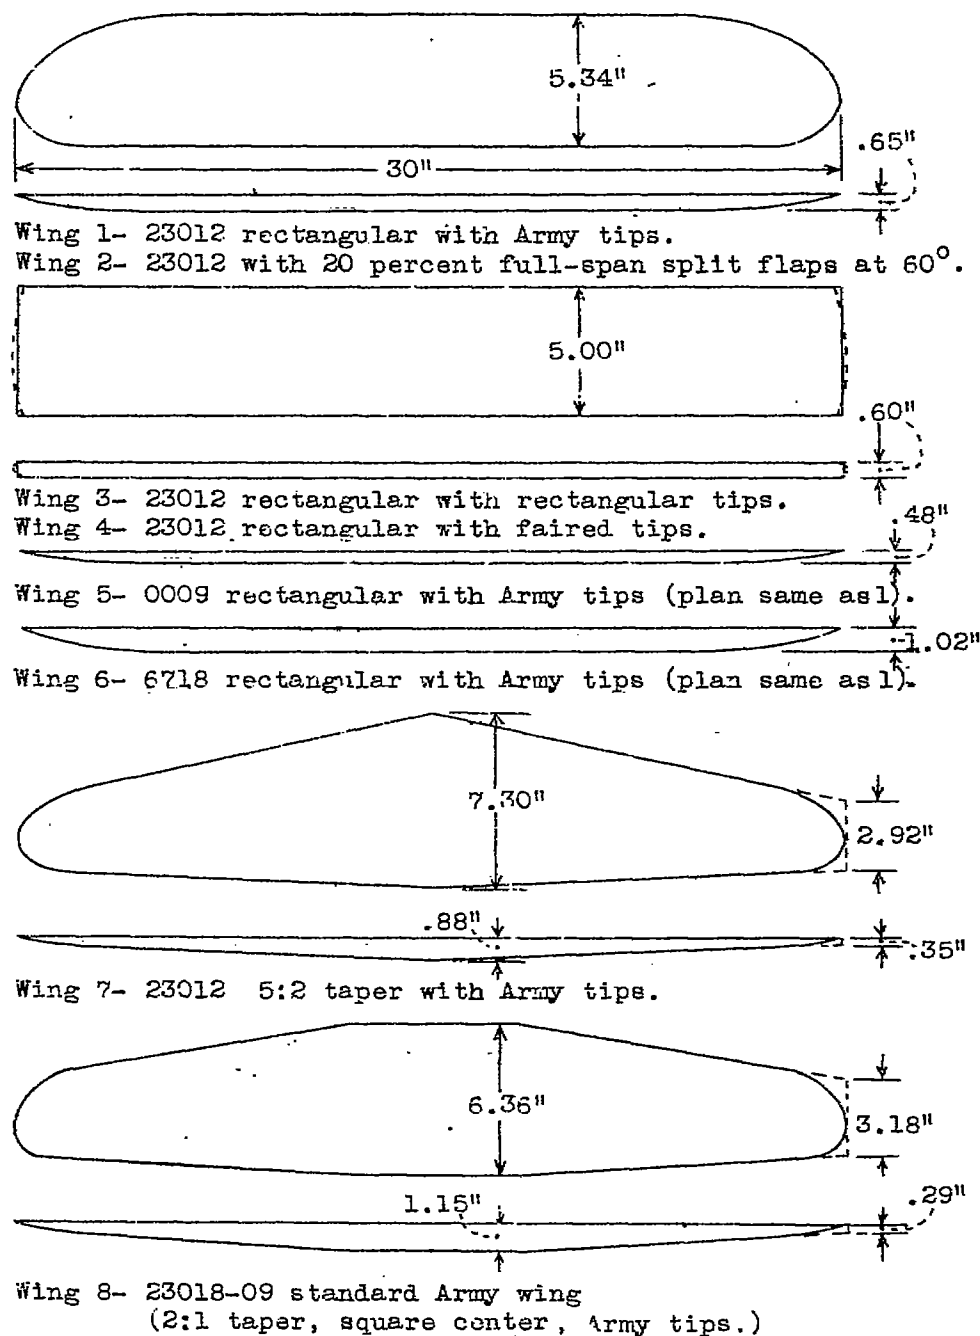 5.34"
.65"
30"
Wing 1- 23012 rectangular with Army tips.
Wing 2- 23012 with 20 percent full-span split flaps at 60°.
5.00"
.60"
Wing 3- 23012 rectangular with rectangular tips.
Wing 4- 23012 rectangular with faired tips.
.48"
Wing 5- 0009 rectangular with Army tips (plan same as 1).
1.02"
Wing 6- 6718 rectangular with Army tips (plan same as 1).
7.30"
2.92"
.88"
.35"
Wing 7- 23012 5:2 taper with Army tips.
6.36"
3.18"
1.15"
.29"
Wing 8- 23018-09 standard Army wing
(2:1 taper, square center, Army tips.)